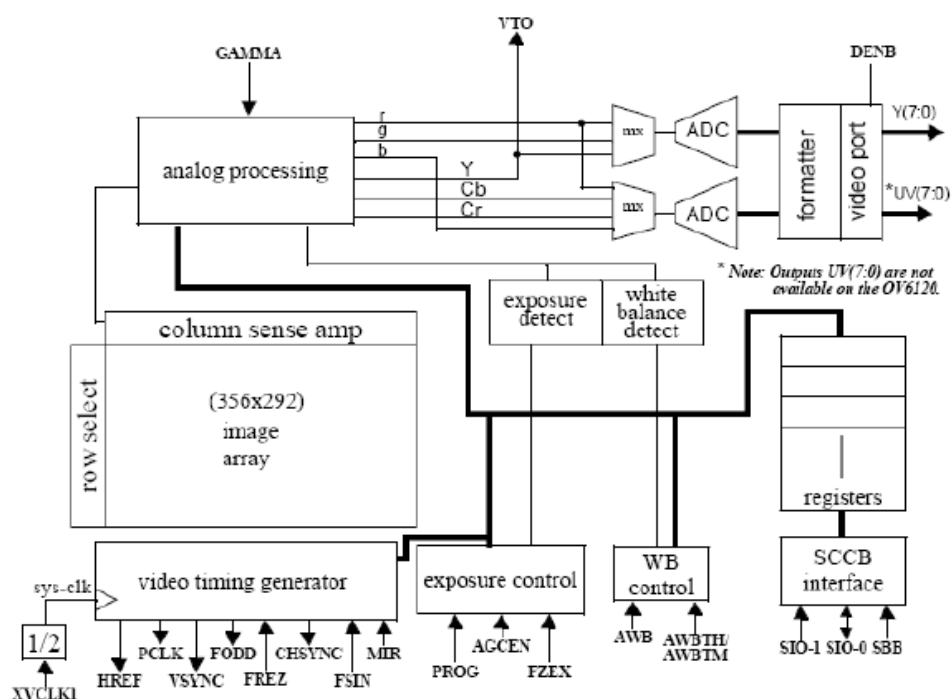 VTO
GAMMA
DENB
r
g
b
Y
Cb
Cr
analog processing
mx
ADC
mx
ADC
formatter
video port
Y(7:0)
*UV(7:0)
* Note: Outputs UV(7:0) are not
available on the OV6120.
exposure
detect
white
balance
detect
column sense amp
row select
(356x292)
image
array
registers
video timing generator
exposure control
WB
control
SCCB
interface
sys-clk
1/2
XVCLK1
HREF
PCLK
VSYNC
FODD
FREZ
CHSYNC
FSIN
MIR
PROG
AGCEN
FZEX
AWB
AWBTH/
AWBTM
SIO-1
SIO-0
SBB